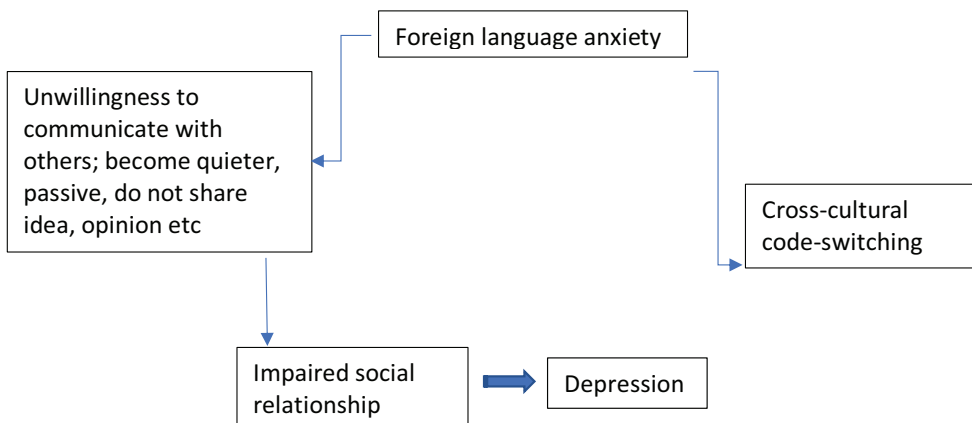 Foreign language anxiety
Unwillingness to
communicate with
others; become quieter,
passive, do not share
idea, opinion etc
Cross-cultural
code-switching
Impaired social
relationship
Depression